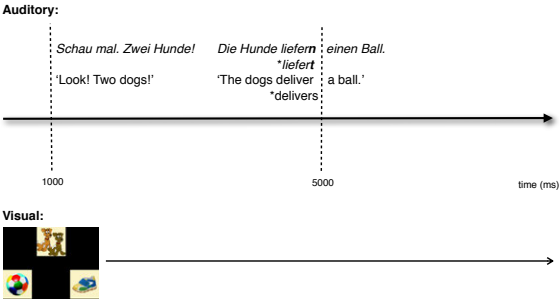 Auditory:
Schau mal. Zwei Hunde! Die Hunde liefern einen Ball.
*liefert
‘Look! Two dogs!’ ‘The dogs deliver a ball.’
*delivers
1000 5000 time (ms)
Visual: